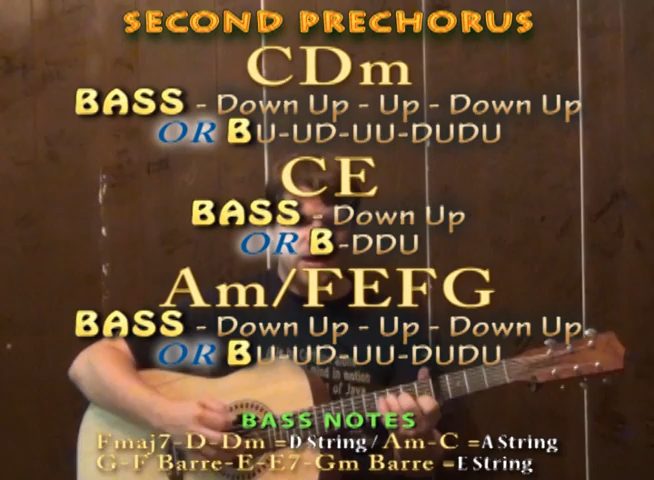 SECOND PRECHORUS
CDm
BASS - Down Up - Up - Down Up
OR BU-UD-UU-DUDU
CE
BASS - Down Up
OR B-DDU
Am/FEFG
BASS - Down Up - Up - Down Up
OR BU-UD-UU-DUDU
of Java
BASS NOTES
Fmaj7-D-Dm =D String / Am-C =A String
G-F Barre-E-E7-Gm Barre =E String